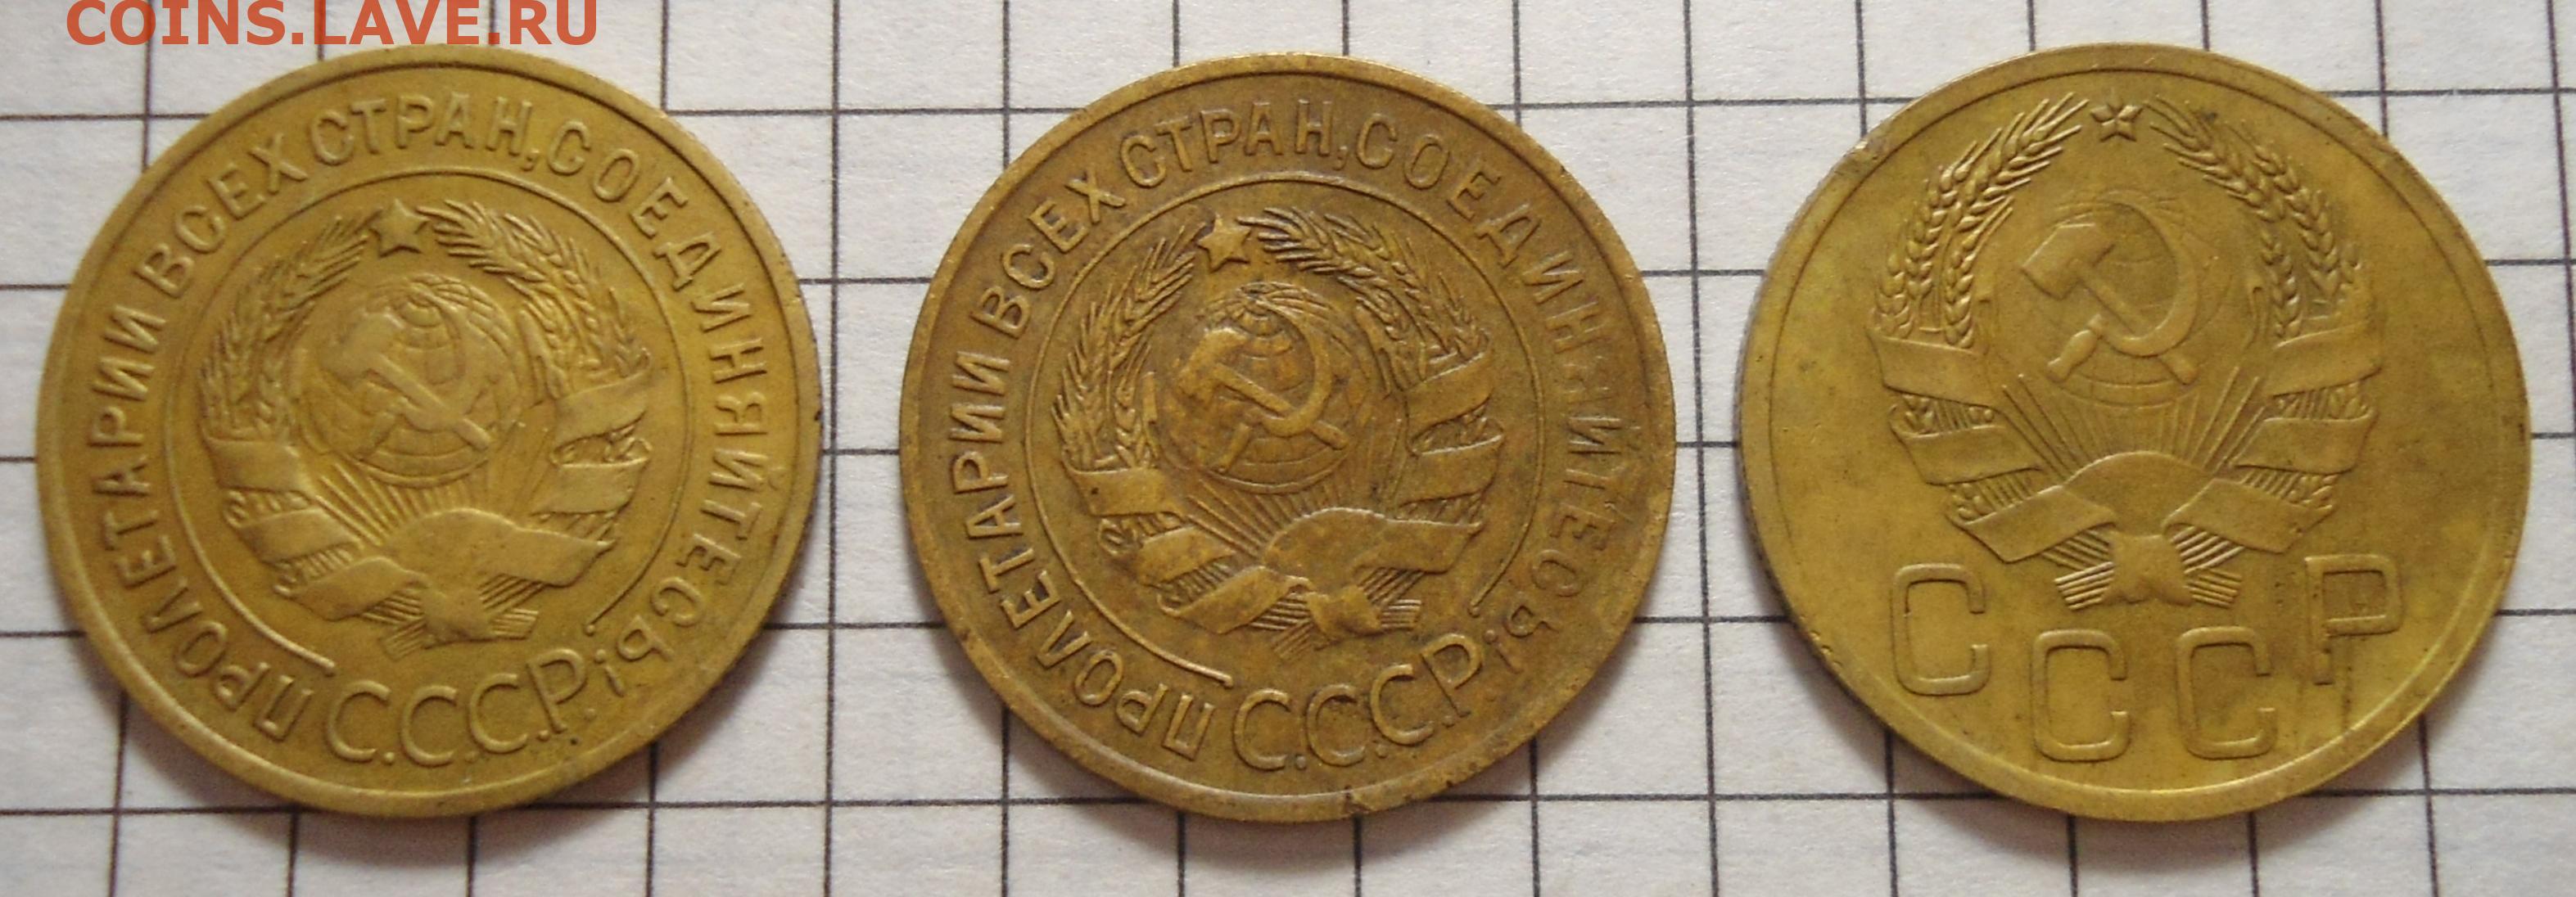 COINS.LAVE.RU
ПРОЛЕТАРИИ ВСЕХ СТРАН, СОЕДИНЯЙТЕСЬ!
С.С.С.Р.
ПРОЛЕТАРИИ ВСЕХ СТРАН, СОЕДИНЯЙТЕСЬ!
С.С.С.Р.
СССР